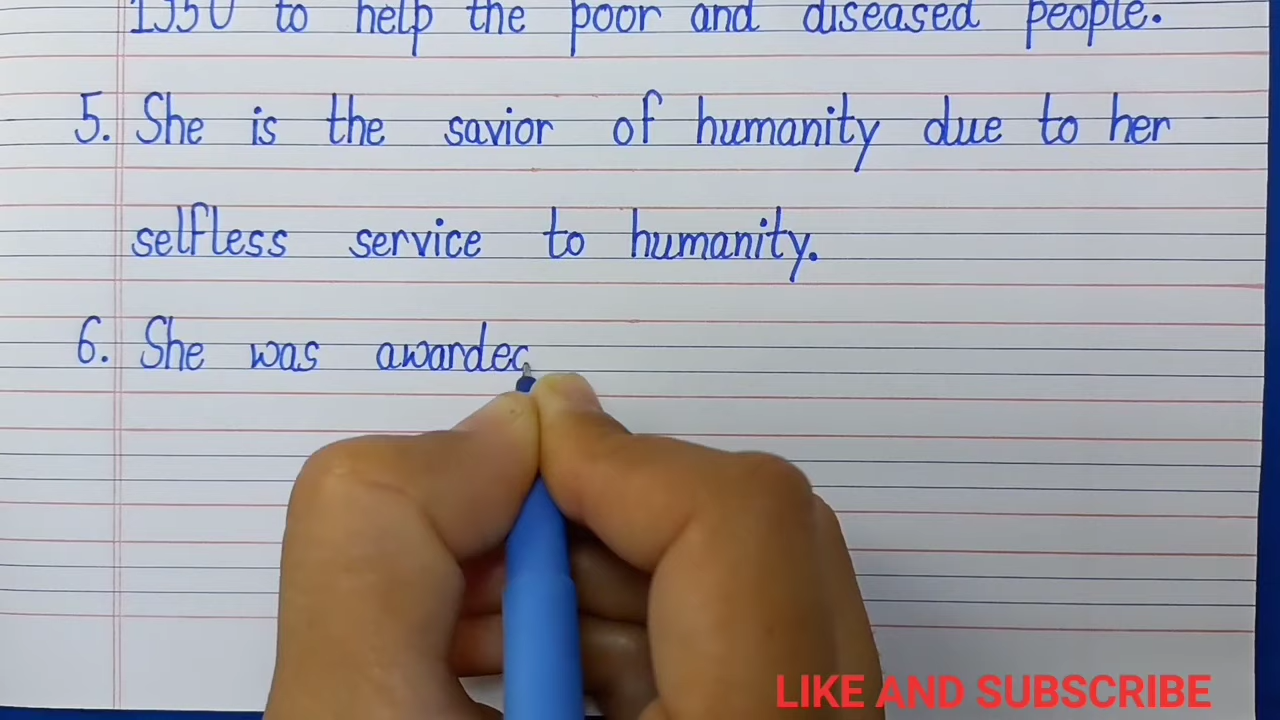 1950 to help the poor and diseased people.
5. She is the savior of humanity due to her
selfless service to humanity.
6. She was awarded
LIKE AND SUBSCRIBE